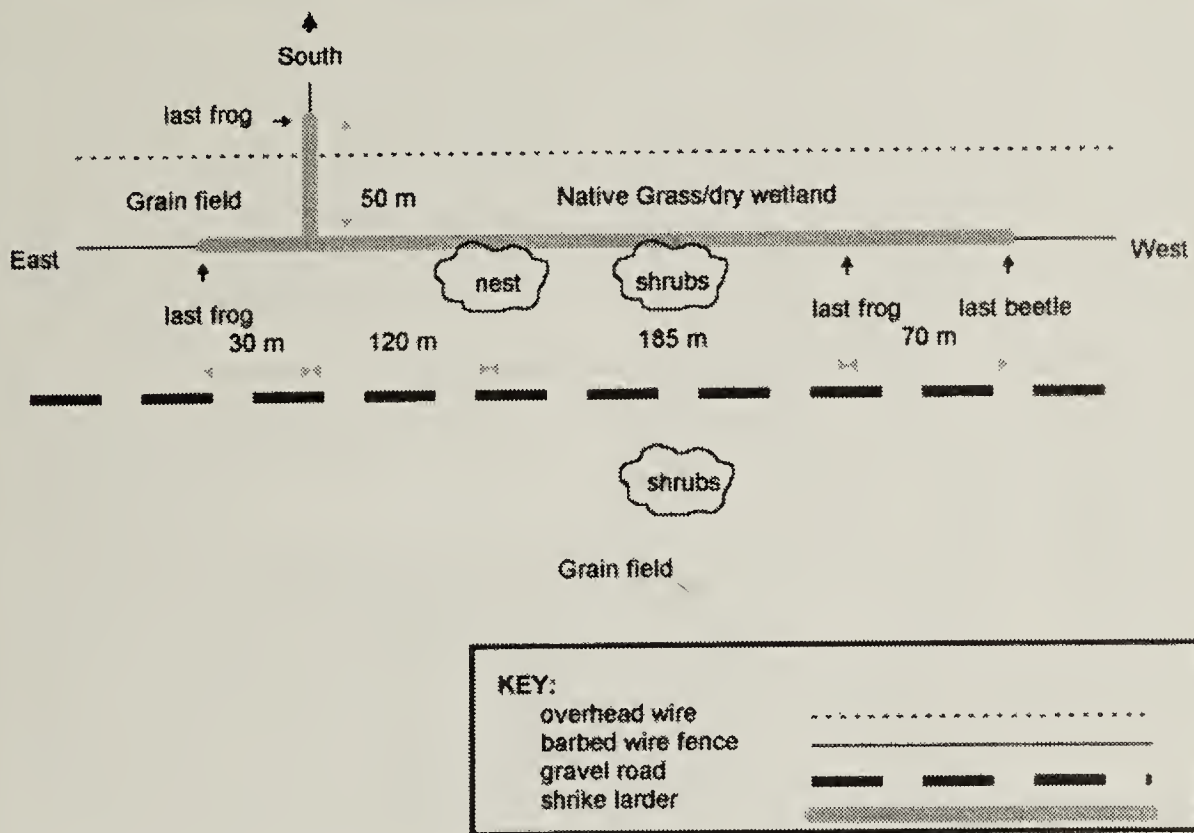 South
last frog
Grain field
50 m
Native Grass/dry wetland
East
nest
shrubs
West
last frog
last frog
last beetle
30 m
120 m
185 m
70 m
shrubs
Grain field
KEY:
overhead wire
barbed wire fence
gravel road
shrike larder